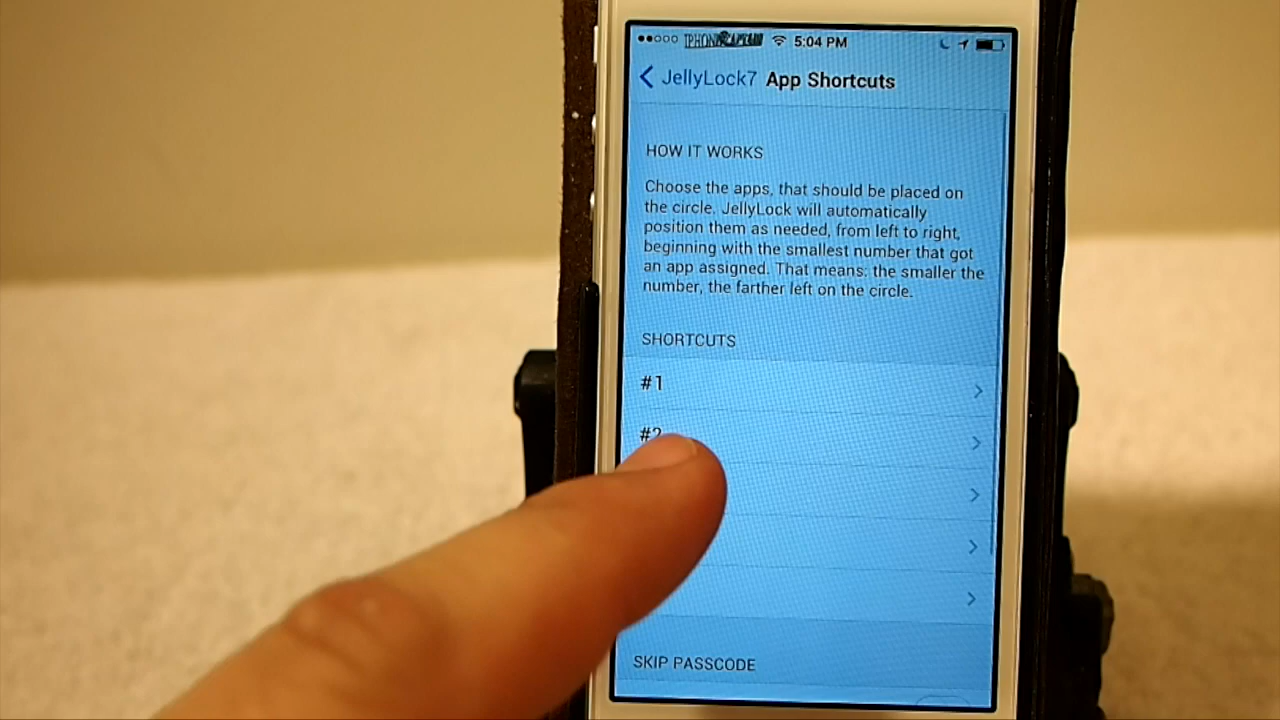 5:04 PM
JellyLock7 App Shortcuts
HOW IT WORKS
Choose the apps, that should be placed on
the circle. JellyLock will automatically
position them as needed, from left to right,
beginning with the smallest number that got
an app assigned. That means: the smaller the
number, the farther left on the circle.
SHORTCUTS
#1
#2
SKIP PASSCODE